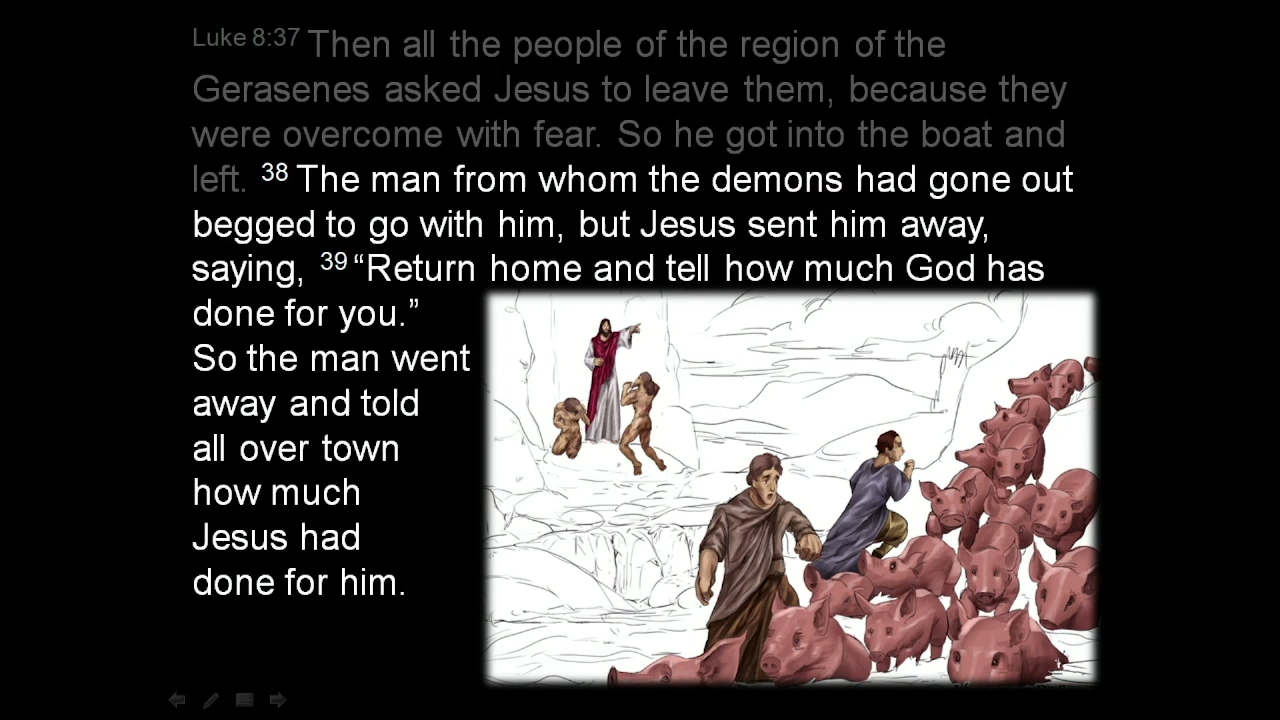 Luke 8:37 Then all the people of the region of the
Gerasenes asked Jesus to leave them, because they
were overcome with fear. So he got into the boat and
left. 38 The man from whom the demons had gone out
begged to go with him, but Jesus sent him away,
saying, 39 “Return home and tell how much God has
done for you.”
So the man went
away and told
all over town
how much
Jesus had
done for him.